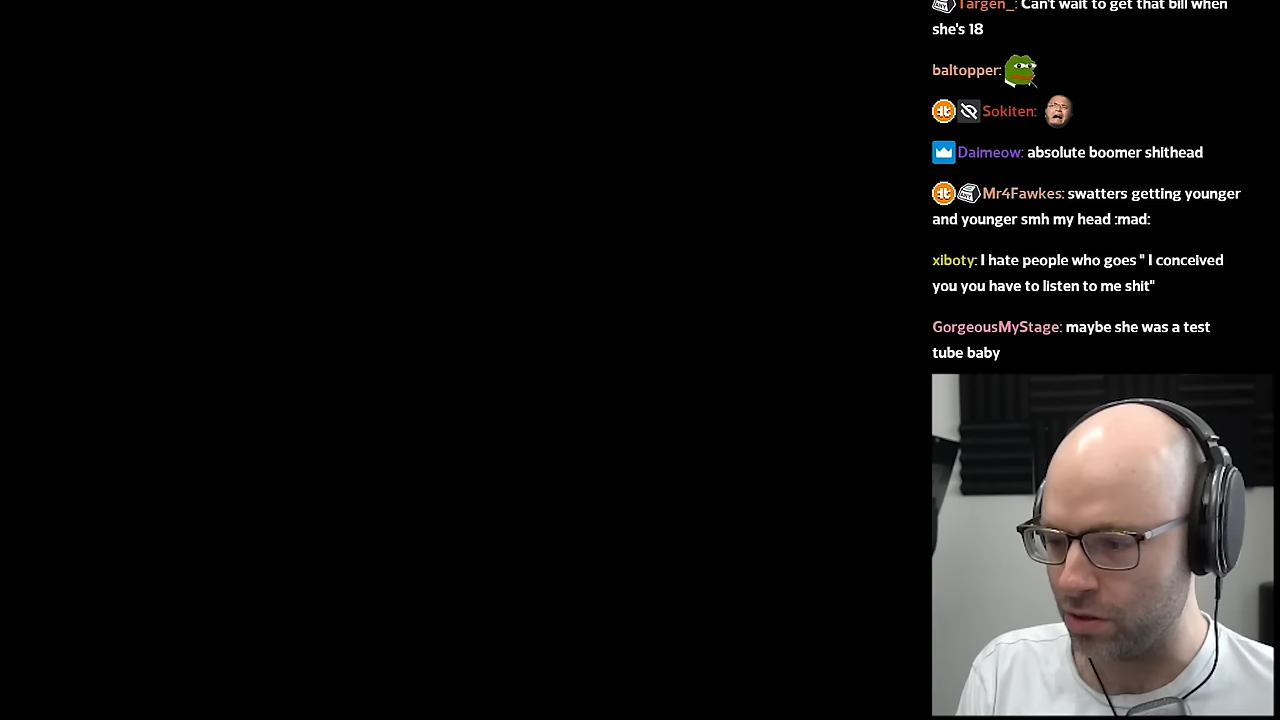 Targen_: Can't wait to get that bill when
she's 18
baltopper:
Sokiten:
Daimeow: absolute boomer shithead
Mr4Fawkes: swatters getting younger
and younger smh my head :mad:
xiboty: I hate people who goes " I conceived
you you have to listen to me shit"
GorgeousMyStage: maybe she was a test
tube baby